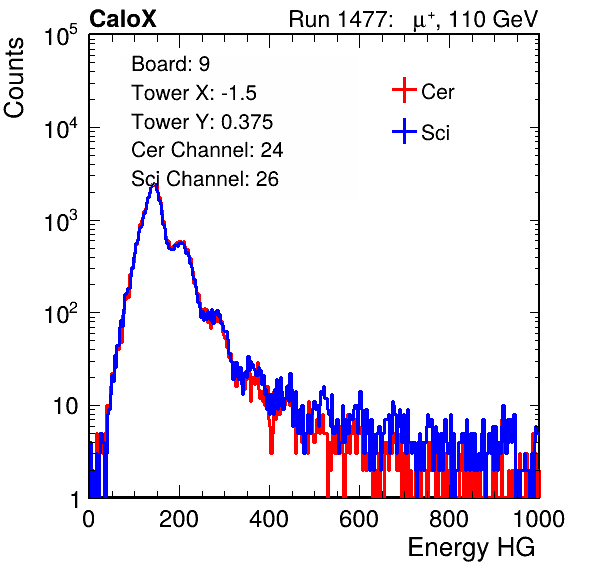 CaloX Run 1477: μ⁺, 110 GeV
Counts
10⁵
10⁴
10³
10²
10
1
Board: 9
Tower X: -1.5
Tower Y: 0.375
Cer Channel: 24
Sci Channel: 26
Cer
Sci
0 200 400 600 800 1000
Energy HG